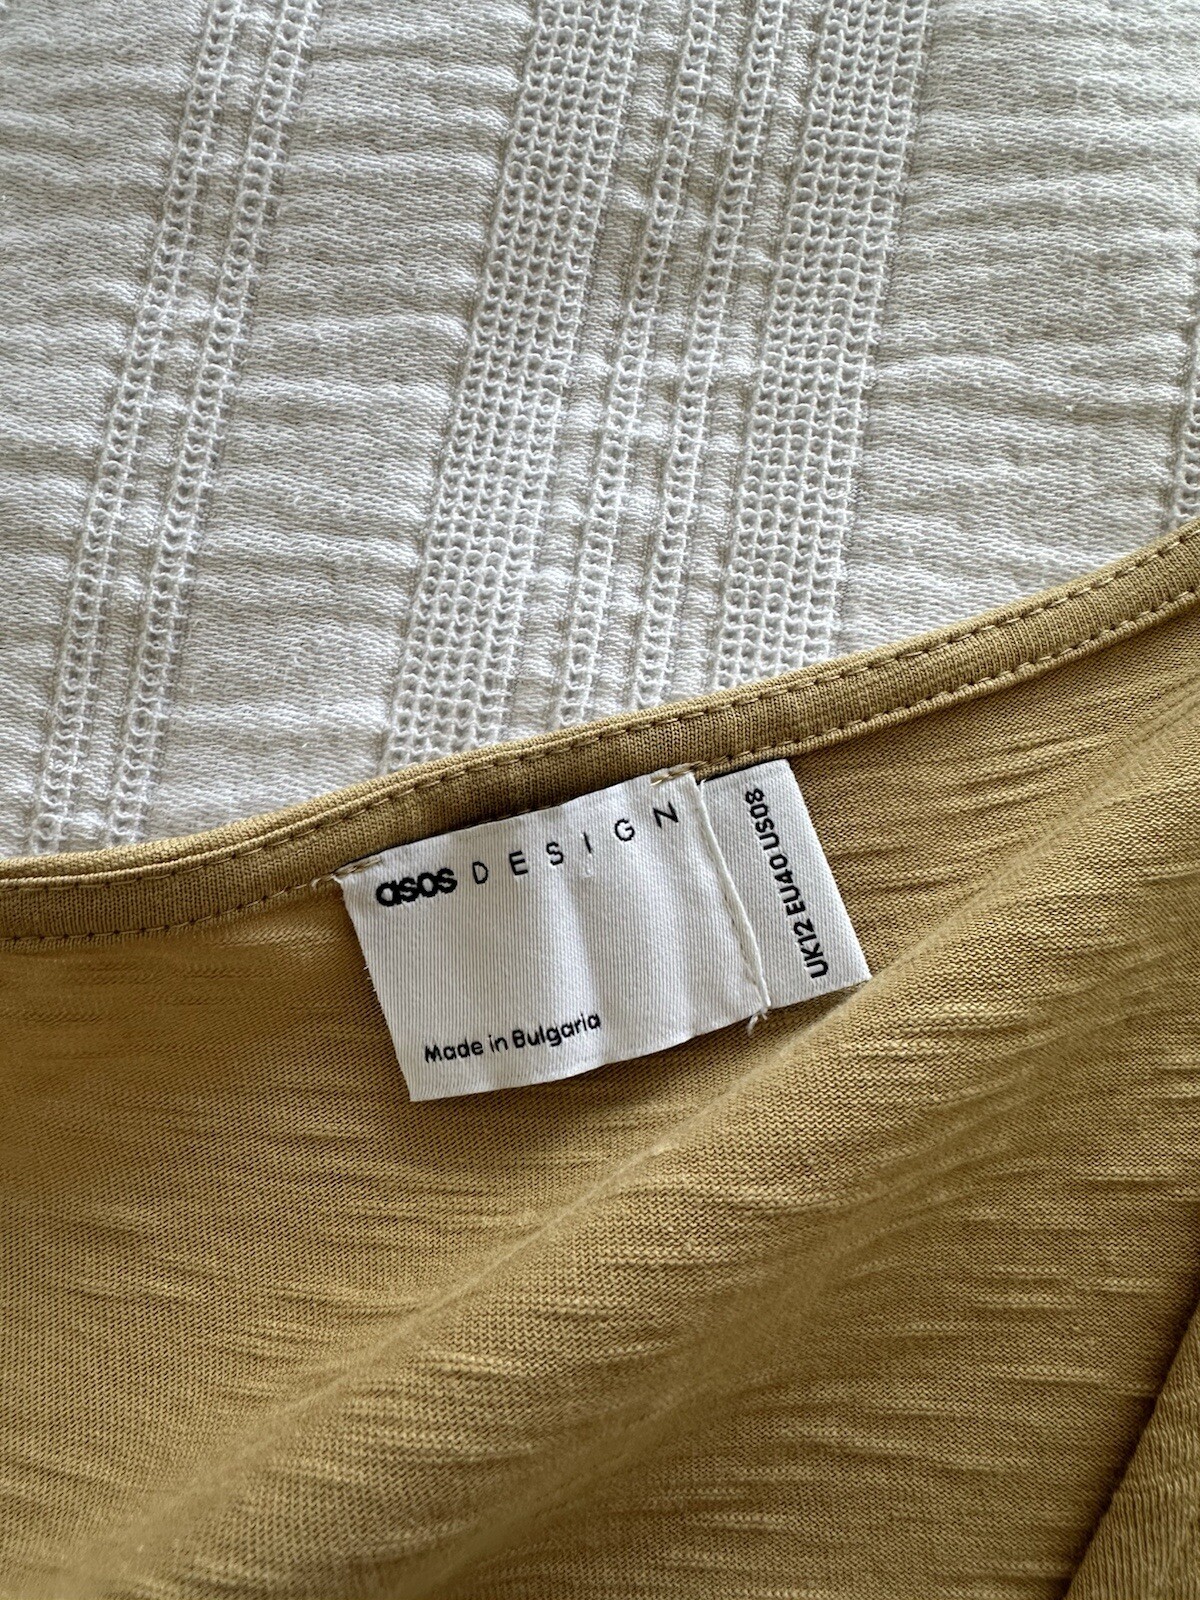 asos DESIGN
Made in Bulgaria
UK12 EU40 US08